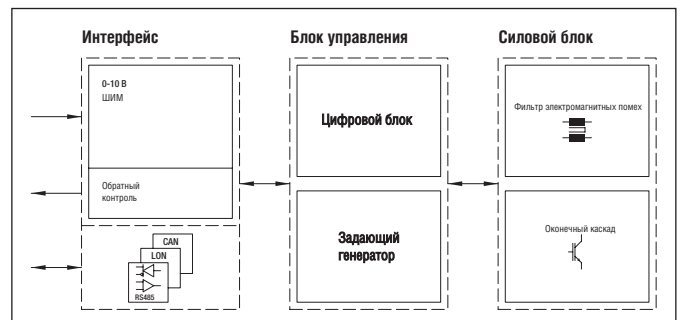 Интерфейс
Блок управления
Силовой блок
0-10 В
ШИМ
Обратный
контроль
CAN
LON
RS485
Цифровой блок
Задающий
генератор
Фильтр электромагнитных помех
Оконечный каскад